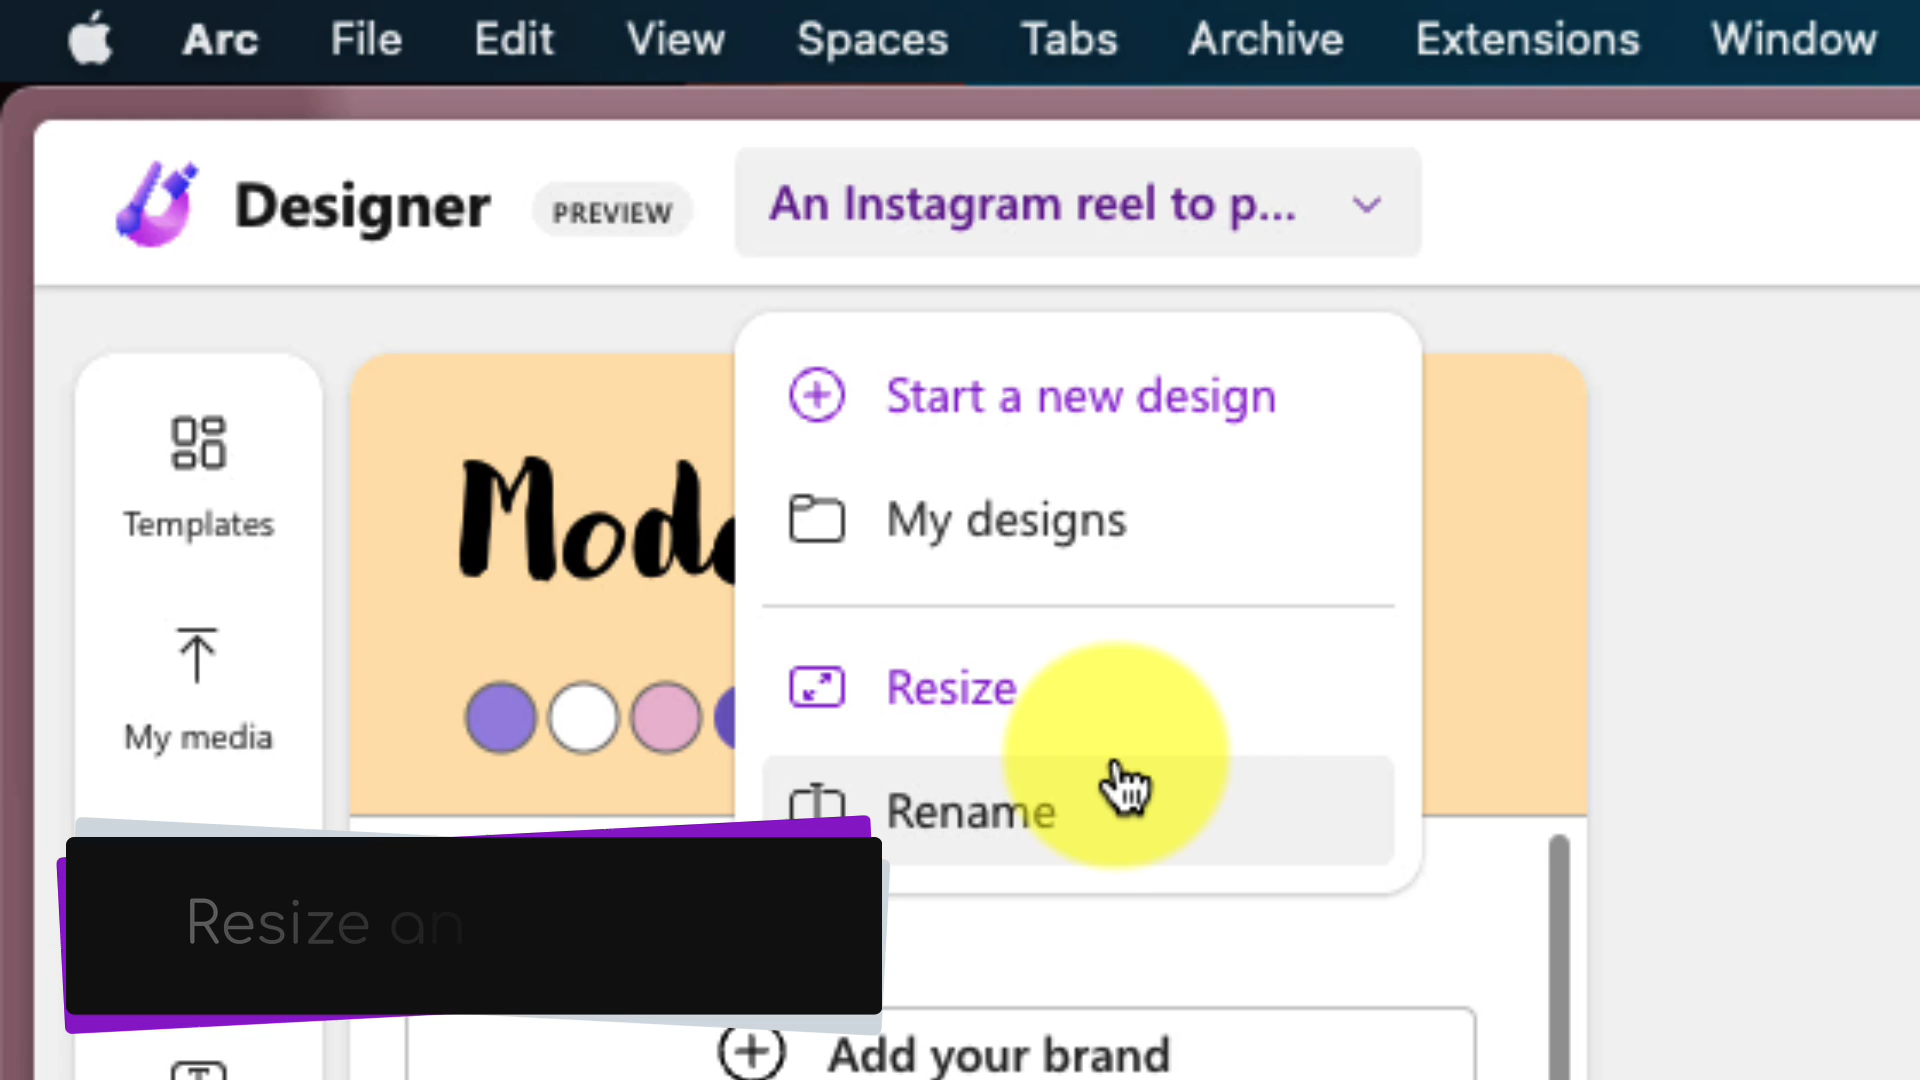 Arc File Edit View Spaces Tabs Archive Extensions Window
Designer PREVIEW An Instagram reel to p...
Start a new design
My designs
Resize
Rename
Templates
My media
Resize an
Add your brand